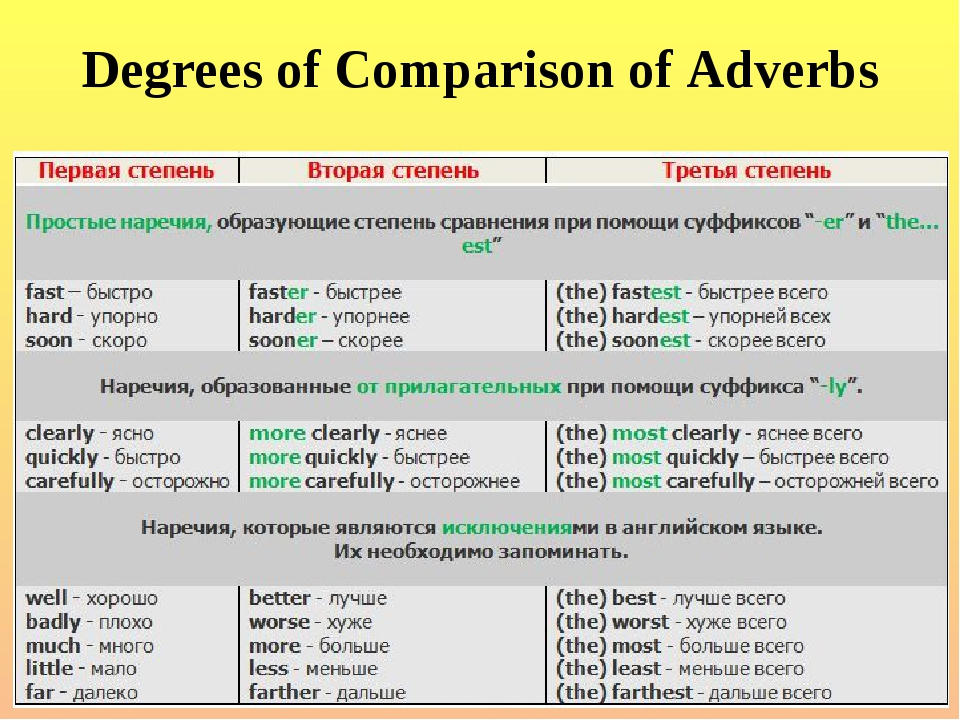 Degrees of Comparison of Adverbs
Первая степень Вторая степень Третья степень
Простые наречия, образующие степень сравнения при помощи суффиксов “-er” и “the…
est”
fast – быстро faster - быстрее (the) fastest - быстрее всего
hard - упорно harder - упорнее (the) hardest – упорней всех
soon - скоро sooner – скорее (the) soonest - скорее всего
Наречия, образованные от прилагательных при помощи суффикса “-ly”.
clearly - ясно more clearly - яснее (the) most clearly - яснее всего
quickly - быстро more quickly - быстрее (the) most quickly – быстрее всего
carefully - осторожно more carefully - осторожнее (the) most carefully – осторожней всего
Наречия, которые являются исключениями в английском языке.
Их необходимо запоминать.
well - хорошо better - лучше (the) best - лучше всего
badly - плохо worse - хуже (the) worst - хуже всего
much - много more - больше (the) most - больше всего
little - мало less - меньше (the) least - меньше всего
far - далеко farther - дальше (the) farthest - дальше всего